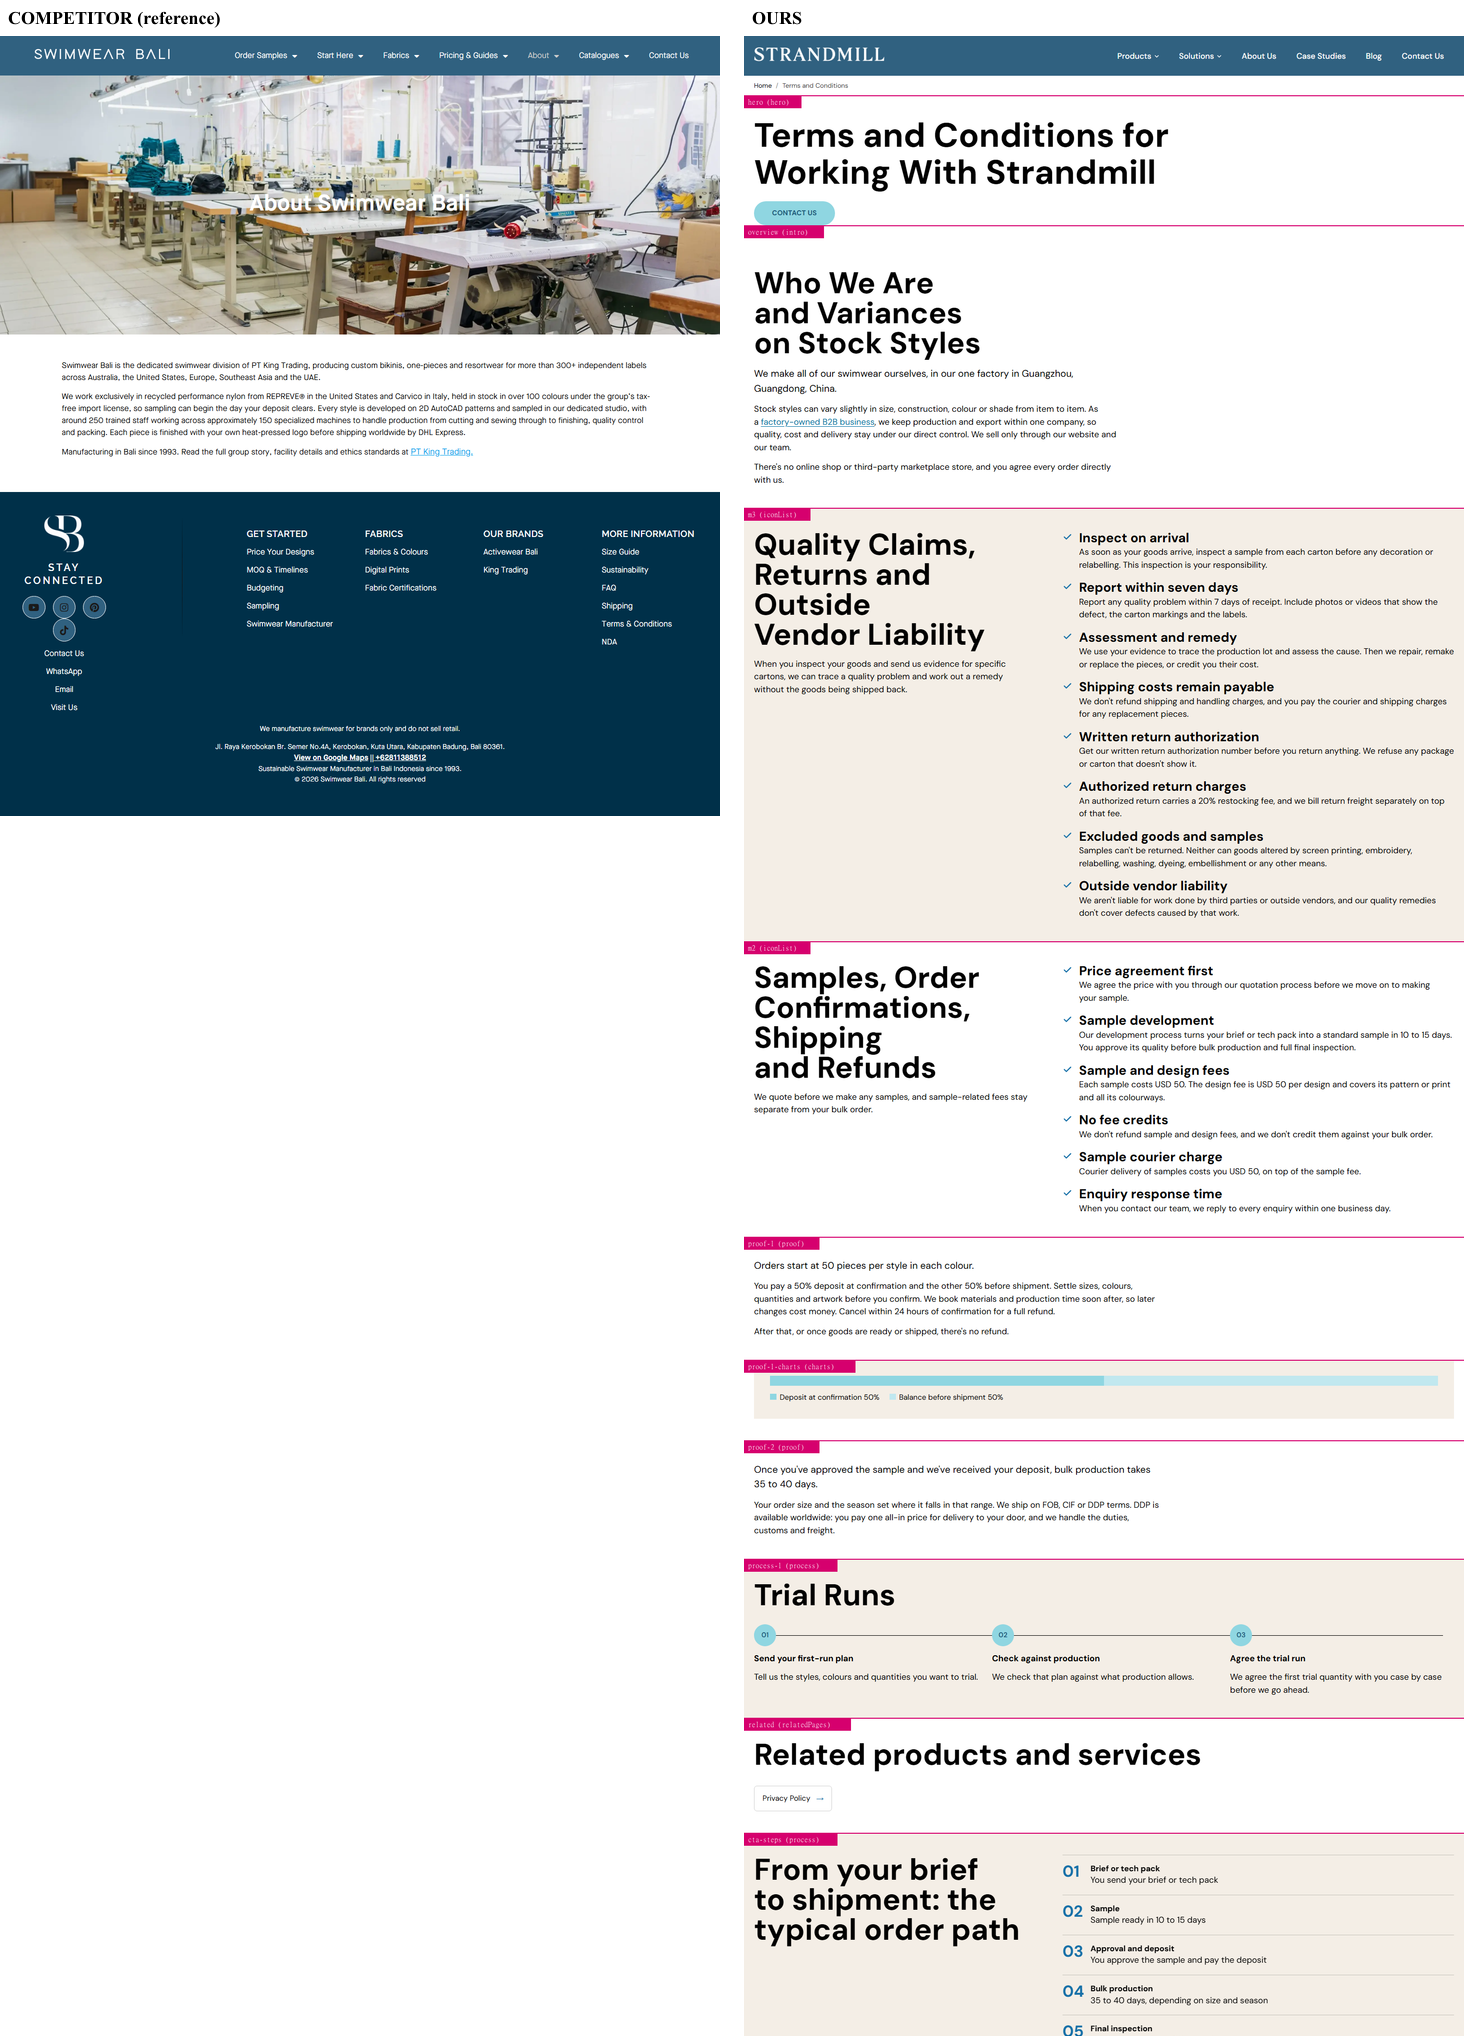 COMPETITOR (reference)
SWIMWEAR BALI
Order Samples
Start Here
Fabrics
Pricing & Guides
About
Catalogues
Contact Us
About Swimwear Bali
Swimwear Bali is the dedicated swimwear division of PT King Trading, producing custom bikinis, one-pieces and resortwear for more than 300+ independent labels
across Australia, the United States, Europe, Southeast Asia and the UAE.
We work exclusively in recycled performance nylon from REPREVE® in the United States and Carvico in Italy, held in stock in over 100 colours under the group's tax-
free import license, so sampling can begin the day your deposit clears. Every style is developed on 2D AutoCAD patterns and sampled in our dedicated studio, with
around 250 trained staff working across approximately 150 specialized machines to handle production from cutting and sewing through to finishing, quality control
and packing. Each piece is finished with your own heat-pressed logo before shipping worldwide by DHL Express.
Manufacturing in Bali since 1993. Read the full group story, facility details and ethics standards at PT King Trading.
STAY
CONNECTED
Contact Us
WhatsApp
Email
Visit Us
GET STARTED
Price Your Designs
MOQ & Timelines
Budgeting
Sampling
Swimwear Manufacturer
FABRICS
Fabrics & Colours
Digital Prints
Fabric Certifications
OUR BRANDS
Activewear Bali
King Trading
MORE INFORMATION
Size Guide
Sustainability
FAQ
Shipping
Terms & Conditions
NDA
We manufacture swimwear for brands only and do not sell retail.
Jl. Raya Kerobokan Br. Semer No.4A, Kerobokan, Kuta Utara, Kabupaten Badung, Bali 80361.
View on Google Maps || +62811388512
Sustainable Swimwear Manufacturer in Bali Indonesia since 1993.
© 2026 Swimwear Bali. All rights reserved
OURS
STRANDMILL
Products
Solutions
About Us
Case Studies
Blog
Contact Us
Home / Terms and Conditions
hero (hero)
Terms and Conditions for
Working With Strandmill
CONTACT US
overview (intro)
Who We Are
and Variances
on Stock Styles
We make all of our swimwear ourselves, in our one factory in Guangzhou,
Guangdong, China.
Stock styles can vary slightly in size, construction, colour or shade from item to item. As
a factory-owned B2B business, we keep production and export within one company, so
quality, cost and delivery stay under our direct control. We sell only through our website and
our team.
There's no online shop or third-party marketplace store, and you agree every order directly
with us.
m3 (iconList)
Quality Claims,
Returns and
Outside
Vendor Liability
When you inspect your goods and send us evidence for specific
cartons, we can trace a quality problem and work out a remedy
without the goods being shipped back.
Inspect on arrival
As soon as your goods arrive, inspect a sample from each carton before any decoration or
relabelling. This inspection is your responsibility.
Report within seven days
Report any quality problem within 7 days of receipt. Include photos or videos that show the
defect, the carton markings and the labels.
Assessment and remedy
We use your evidence to trace the production lot and assess the cause. Then we repair, remake
or replace the pieces, or credit you their cost.
Shipping costs remain payable
We don't refund shipping and handling charges, and you pay the courier and shipping charges
for any replacement pieces.
Written return authorization
Get our written return authorization number before you return anything. We refuse any package
or carton that doesn't show it.
Authorized return charges
An authorized return carries a 20% restocking fee, and we bill return freight separately on top
of that fee.
Excluded goods and samples
Samples can't be returned. Neither can goods altered by screen printing, embroidery,
relabelling, washing, dyeing, embellishment or any other means.
Outside vendor liability
We aren't liable for work done by third parties or outside vendors, and our quality remedies
don't cover defects caused by that work.
m2 (iconList)
Samples, Order
Confirmations,
Shipping
and Refunds
We quote before we make any samples, and sample-related fees stay
separate from your bulk order.
Price agreement first
We agree the price with you through our quotation process before we move on to making
your sample.
Sample development
Our development process turns your brief or tech pack into a standard sample in 10 to 15 days.
You approve its quality before bulk production and full final inspection.
Sample and design fees
Each sample costs USD 50. The design fee is USD 50 per design and covers its pattern or print
and all its colourways.
No fee credits
We don't refund sample and design fees, and we don't credit them against your bulk order.
Sample courier charge
Courier delivery of samples costs you USD 50, on top of the sample fee.
Enquiry response time
When you contact our team, we reply to every enquiry within one business day.
proof-1 (proof)
Orders start at 50 pieces per style in each colour.
You pay a 50% deposit at confirmation and the other 50% before shipment. Settle sizes, colours,
quantities and artwork before you confirm. We book materials and production time soon after, so later
changes cost money. Cancel within 24 hours of confirmation for a full refund.
After that, or once goods are ready or shipped, there's no refund.
proof-1-charts (charts)
Deposit at confirmation 50%
Balance before shipment 50%
proof-2 (proof)
Once you've approved the sample and we've received your deposit, bulk production takes
35 to 40 days.
Your order size and the season set where it falls in that range. We ship on FOB, CIF or DDP terms. DDP is
available worldwide: you pay one all-in price for delivery to your door, and we handle the duties,
customs and freight.
process-1 (process)
Trial Runs
01
Send your first-run plan
Tell us the styles, colours and quantities you want to trial.
02
Check against production
We check that plan against what production allows.
03
Agree the trial run
We agree the first trial quantity with you case by case
before we go ahead.
related (relatedPages)
Related products and services
Privacy Policy →
cta-steps (process)
From your brief
to shipment: the
typical order path
01
Brief or tech pack
You send your brief or tech pack
02
Sample
Sample ready in 10 to 15 days
03
Approval and deposit
You approve the sample and pay the deposit
04
Bulk production
35 to 40 days, depending on size and season
05
Final inspection